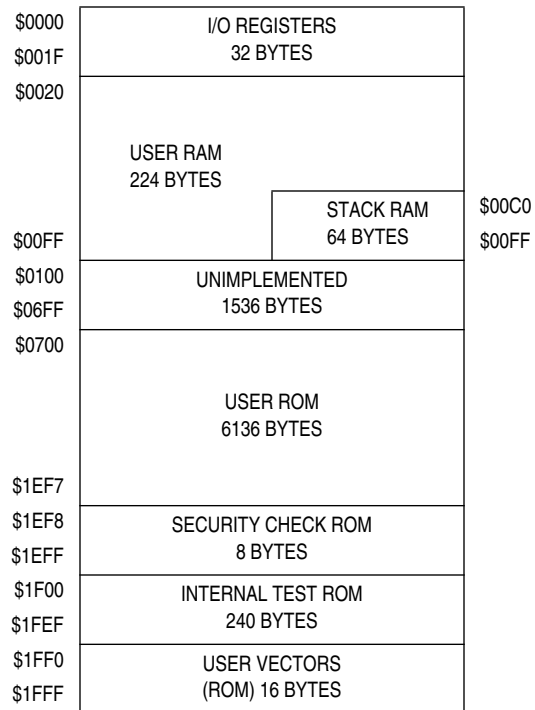 $0000
I/O REGISTERS
32 BYTES
$001F
$0020
USER RAM
224 BYTES
STACK RAM
64 BYTES
$00C0
$00FF
$00FF
$0100
UNIMPLEMENTED
1536 BYTES
$06FF
$0700
USER ROM
6136 BYTES
$1EF7
$1EF8
SECURITY CHECK ROM
8 BYTES
$1EFF
$1F00
INTERNAL TEST ROM
240 BYTES
$1FEF
$1FF0
USER VECTORS
(ROM) 16 BYTES
$1FFF